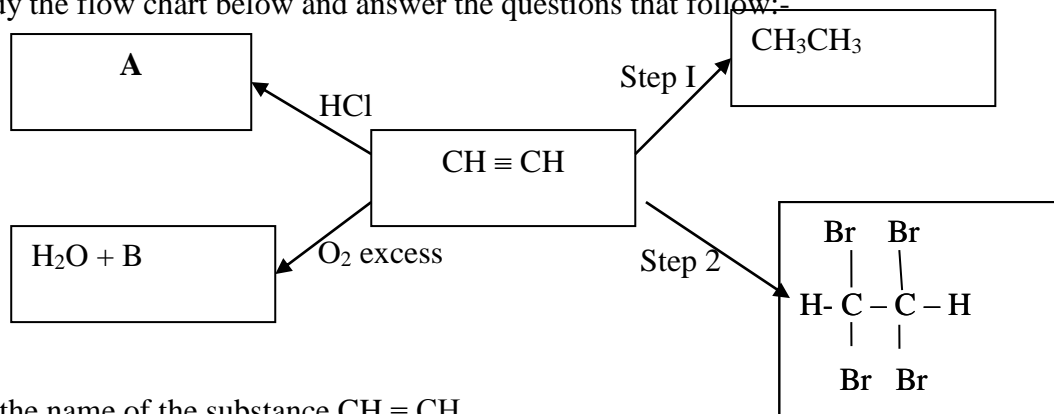 dy the flow chart below and answer the questions that follow:-
CH₃CH₃
A
Step I
HCl
CH ≡ CH
Br Br
H₂O + B
O₂ excess
Step 2
H- C – C – H
Br Br
the name of the substance CH ≡ CH